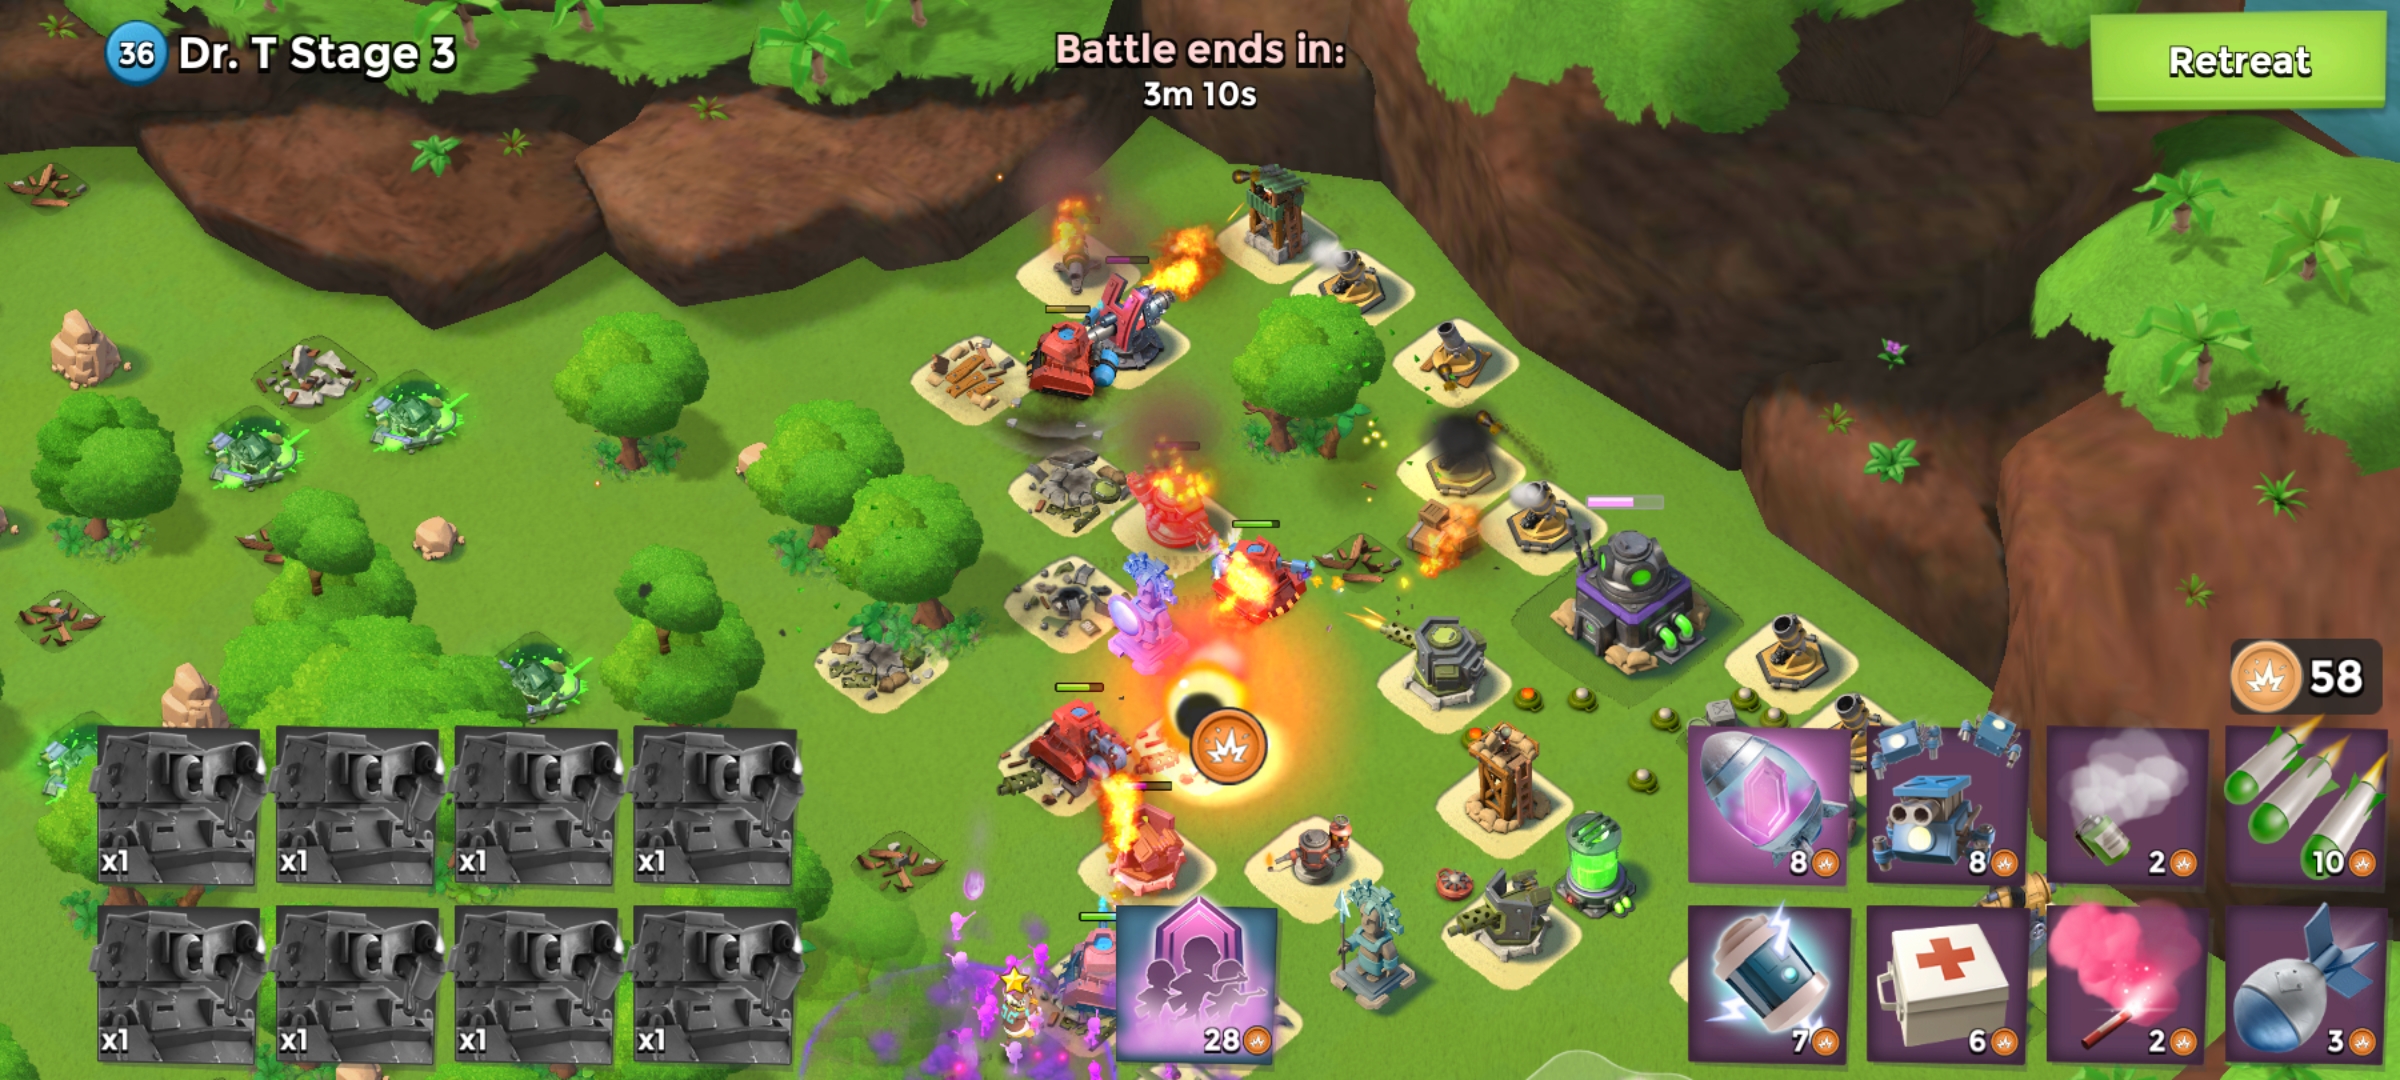 36 Dr. T Stage 3
Battle ends in:
3m 10s
Retreat
58
x1 x1 x1 x1
8 8 2 10
x1 x1 x1 x1
28
7 6 2 3